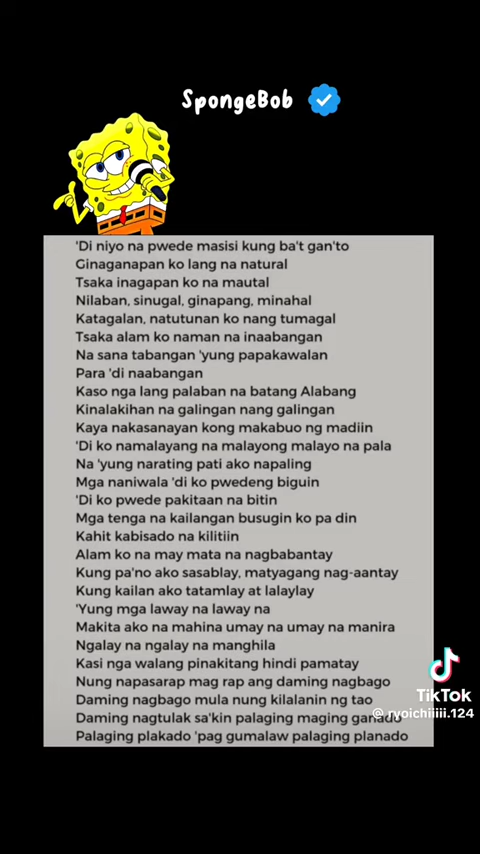 SpongeBob
'Di niyo na pwede masisi kung ba't gan'to
Ginaganapan ko lang na natural
Tsaka inagapan ko na mautal
Nilaban, sinugal, ginapang, minahal
Katagalan, natutunan ko nang tumagal
Tsaka alam ko naman na inaabangan
Na sana tabangan 'yung papakawalan
Para 'di naabangan
Kaso nga lang palaban na batang Alabang
Kinalakihan na galingan nang galingan
Kaya nakasanayan kong makabuo ng madiin
'Di ko namalayang na malayong malayo na pala
Na 'yung narating pati ako napaling
Mga naniwala 'di ko pwedeng biguin
'Di ko pwede pakitaan na bitin
Mga tenga na kailangan busugin ko pa din
Kahit kabisado na kilitiin
Alam ko na may mata na nagbabantay
Kung pa'no ako sasablay, matyagang nag-aantay
Kung kailan ako tatamlay at lalaylay
'Yung mga laway na laway na
Makita ako na mahina umay na umay na manira
Ngalay na ngalay na manghila
Kasi nga walang pinakitang hindi pamatay
Nung napasarap mag rap ang daming nagbago
Daming nagbago mula nung kilalanin ng tao
Daming nagtulak sa'kin palaging maging ganado
Palaging plakado 'pag gumalaw palaging planado
TikTok
@ryoichiiiii.124